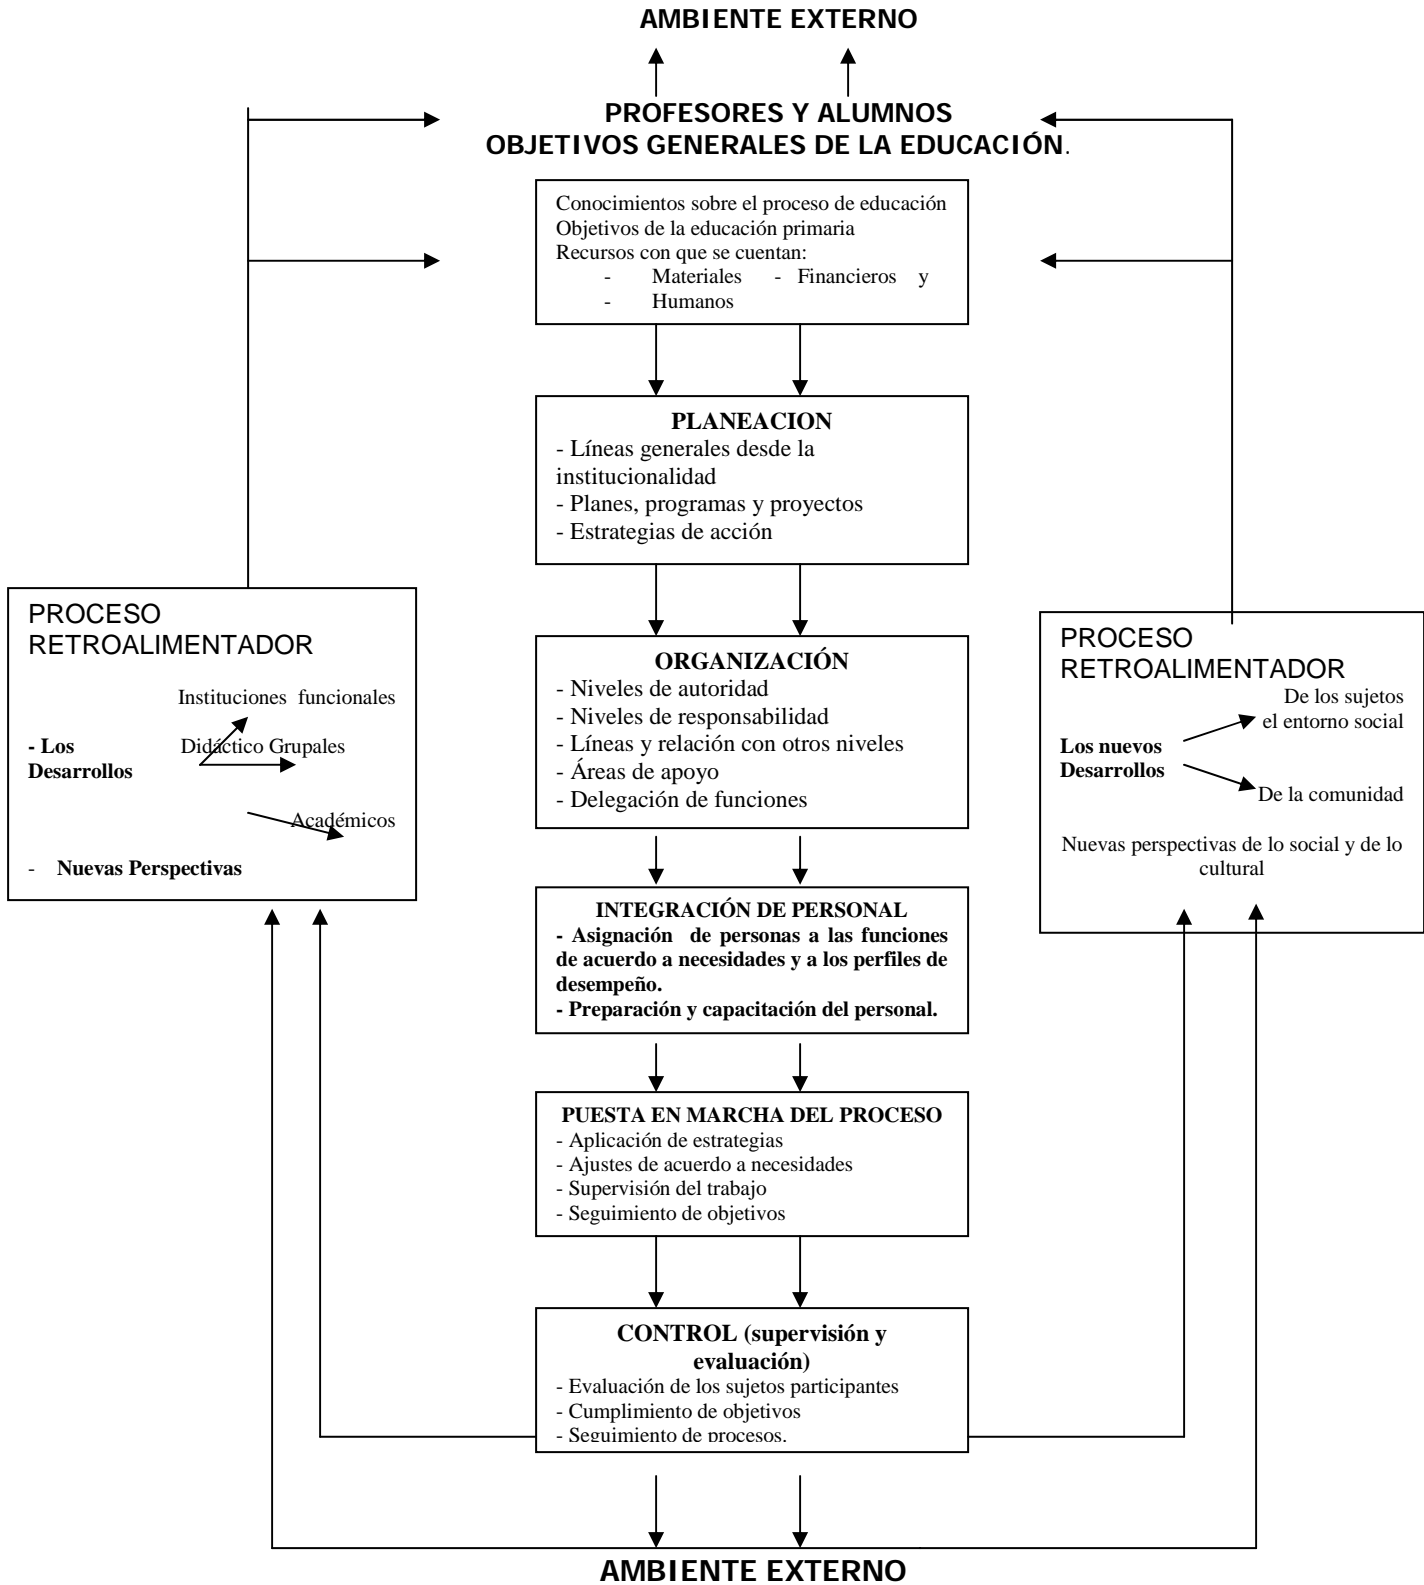 AMBIENTE EXTERNO
PROFESORES Y ALUMNOS
OBJETIVOS GENERALES DE LA EDUCACIÓN.
Conocimientos sobre el proceso de educación
Objetivos de la educación primaria
Recursos con que se cuentan:
- Materiales - Financieros y
- Humanos
PLANEACION
- Líneas generales desde la
institucionalidad
- Planes, programas y proyectos
- Estrategias de acción
PROCESO
RETROALIMENTADOR
Instituciones funcionales
- Los
Didáctico Grupales
Desarrollos
Académicos
- Nuevas Perspectivas
ORGANIZACIÓN
- Niveles de autoridad
- Niveles de responsabilidad
- Líneas y relación con otros niveles
- Áreas de apoyo
- Delegación de funciones
PROCESO
RETROALIMENTADOR
De los sujetos
el entorno social
Los nuevos
Desarrollos
De la comunidad
Nuevas perspectivas de lo social y de lo
cultural
INTEGRACIÓN DE PERSONAL
- Asignación de personas a las funciones
de acuerdo a necesidades y a los perfiles de
desempeño.
- Preparación y capacitación del personal.
PUESTA EN MARCHA DEL PROCESO
- Aplicación de estrategias
- Ajustes de acuerdo a necesidades
- Supervisión del trabajo
- Seguimiento de objetivos
CONTROL (supervisión y
evaluación)
- Evaluación de los sujetos participantes
- Cumplimiento de objetivos
- Seguimiento de procesos.
AMBIENTE EXTERNO